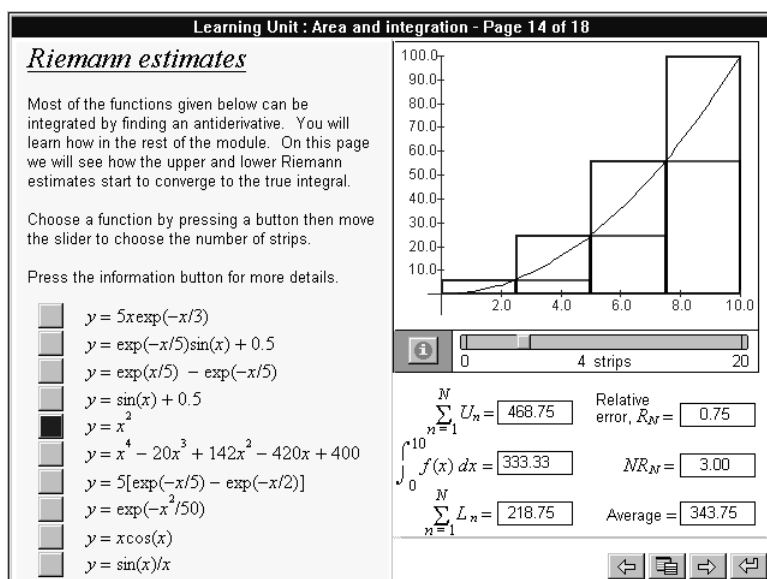 Learning Unit : Area and integration - Page 14 of 18
Riemann estimates
Most of the functions given below can be
integrated by finding an antiderivative. You will
learn how in the rest of the module. On this page
we will see how the upper and lower Riemann
estimates start to converge to the true integral.
Choose a function by pressing a button then move
the slider to choose the number of strips.
Press the information button for more details.
y = 5xexp(−x/3)
y = exp(−x/5)sin(x) + 0.5
y = exp(x/5) − exp(−x/5)
y = sin(x) + 0.5
y = x²
y = x⁴ − 20x³ + 142x² − 420x + 400
y = 5[exp(−x/5) − exp(−x/2)]
y = exp(−x²/50)
y = xcos(x)
y = sin(x)/x
100.0
90.0
80.0
70.0
60.0
50.0
40.0
30.0
20.0
10.0
2.0 4.0 6.0 8.0 10.0
i
0 4 strips 20
N
∑ Uₙ = 468.75
n = 1
Relative
error, R_N = 0.75
∫₀¹⁰ f(x) dx = 333.33
NR_N = 3.00
N
∑ Lₙ = 218.75
n = 1
Average = 343.75